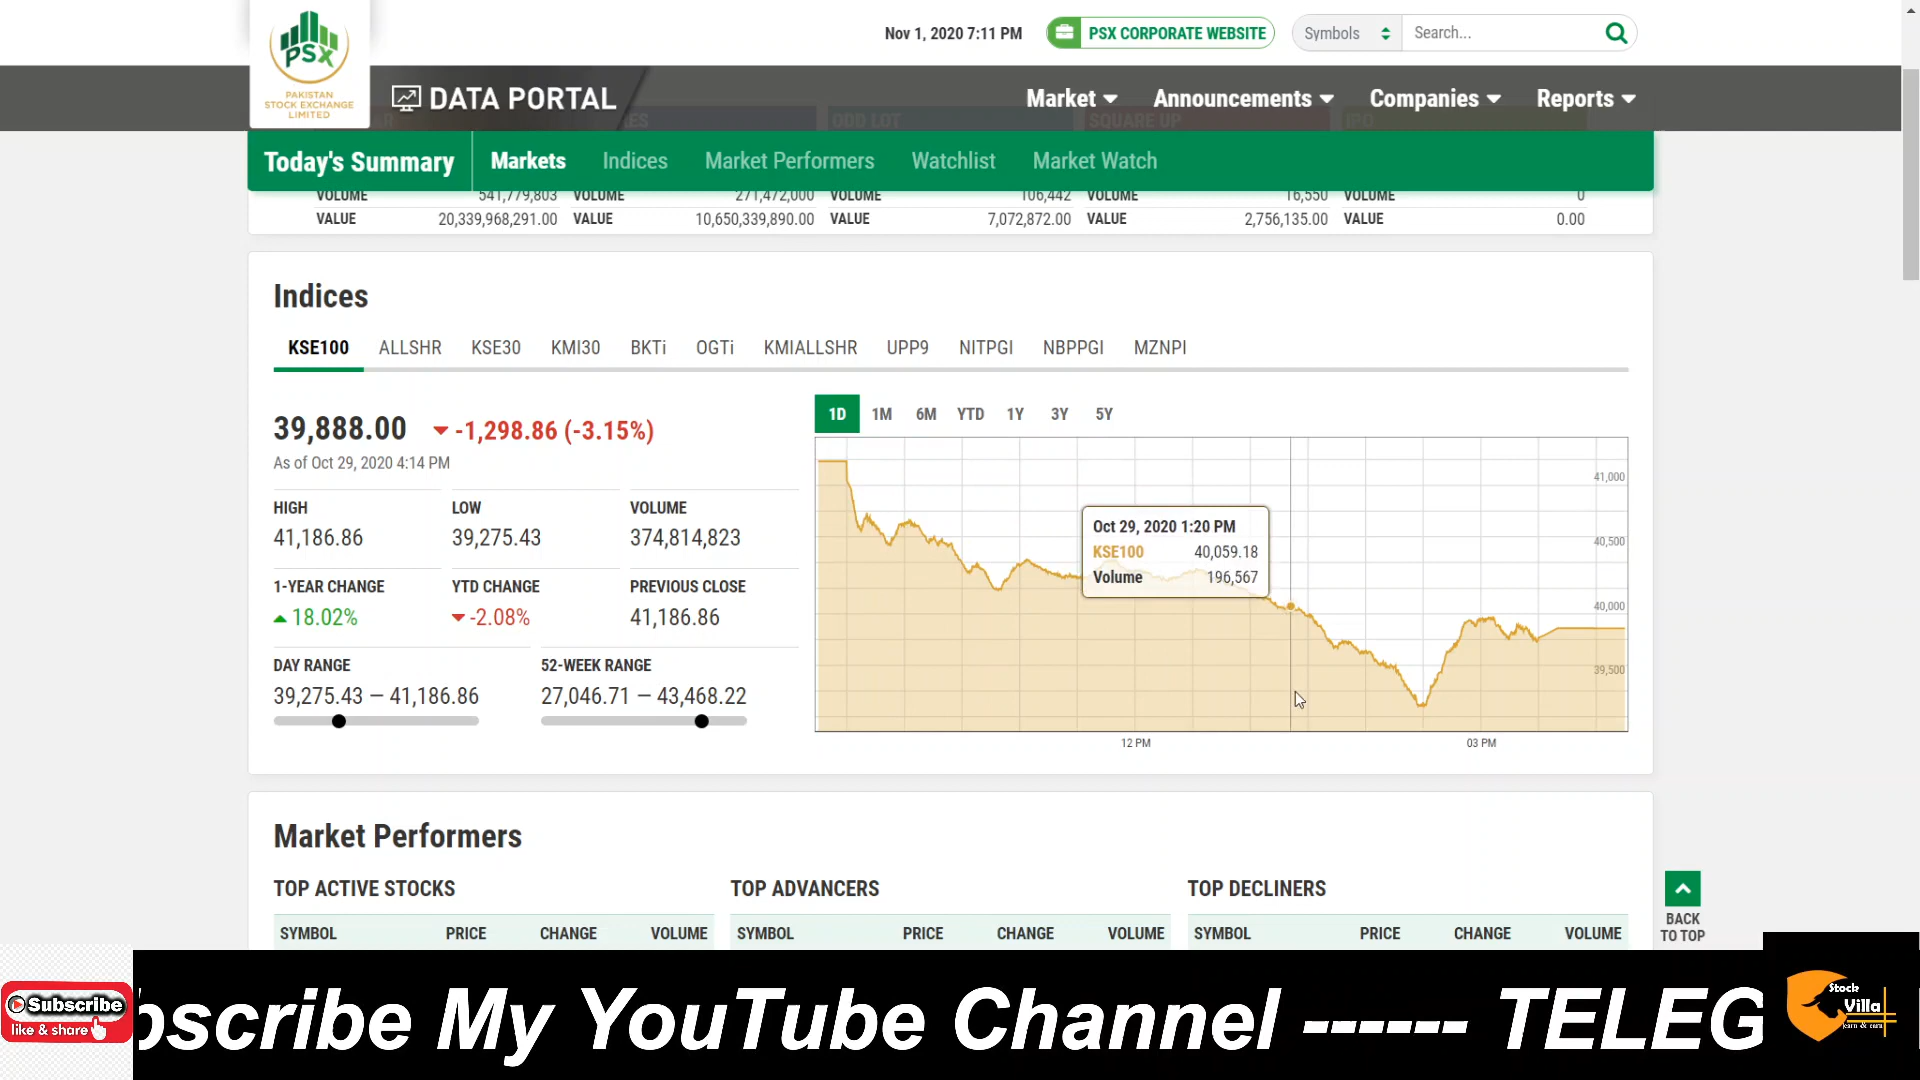 Nov 1, 2020 7:11 PM
PSX CORPORATE WEBSITE
Symbols
Search...
PSX
PAKISTAN
STOCK EXCHANGE
LIMITED
DATA PORTAL
Market
Announcements
Companies
Reports
ODD LOT
SQUARE UP
IPO
Today's Summary
Markets
Indices
Market Performers
Watchlist
Market Watch
VOLUME 541,779,803 VOLUME 271,472,000 VOLUME 106,442 VOLUME 16,550 VOLUME 0
VALUE 20,339,968,291.00 VALUE 10,650,339,890.00 VALUE 7,072,872.00 VALUE 2,756,135.00 VALUE 0.00
Indices
KSE100 ALLSHR KSE30 KMI30 BKTi OGTi KMIALLSHR UPP9 NITPGI NBPPGI MZNPI
39,888.00 -1,298.86 (-3.15%)
As of Oct 29, 2020 4:14 PM
HIGH LOW VOLUME
41,186.86 39,275.43 374,814,823
1-YEAR CHANGE YTD CHANGE PREVIOUS CLOSE
18.02% -2.08% 41,186.86
DAY RANGE 52-WEEK RANGE
39,275.43 — 41,186.86 27,046.71 — 43,468.22
1D 1M 6M YTD 1Y 3Y 5Y
41,000
40,500
40,000
39,500
Oct 29, 2020 1:20 PM
KSE100 40,059.18
Volume 196,567
12 PM 03 PM
Market Performers
TOP ACTIVE STOCKS TOP ADVANCERS TOP DECLINERS
SYMBOL PRICE CHANGE VOLUME SYMBOL PRICE CHANGE VOLUME SYMBOL PRICE CHANGE VOLUME
BACK
TO TOP
Subscribe
like & share
bscribe My YouTube Channel ------ TELEG
Stock
Villa
learn & earn